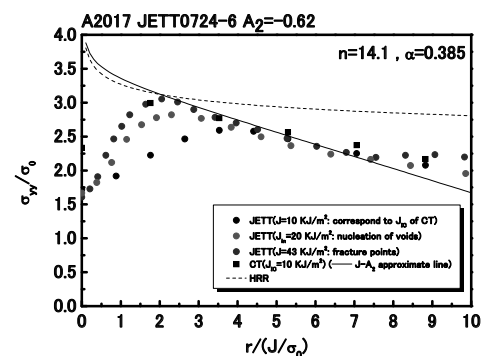 A2017 JETT0724-6 A₂=-0.62
n=14.1 , α=0.385
4.0
3.5
3.0
2.5
2.0
1.5
1.0
0.5
0.0
σyy/σ0
JETT(J=10 KJ/m²: correspond to JIC of CT)
JETT(Jin=20 KJ/m²: nucleation of voids)
JETT(J=43 KJ/m²: fracture points)
CT(JIC=10 KJ/m²) (—— J-A₂ approximate line)
HRR
0 1 2 3 4 5 6 7 8 9 10
r/(J/σ0)